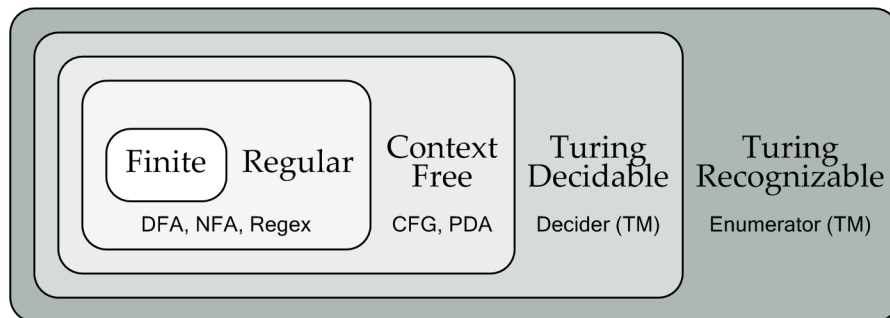 Finite
Regular
DFA, NFA, Regex
Context
Free
CFG, PDA
Turing
Decidable
Decider (TM)
Turing
Recognizable
Enumerator (TM)